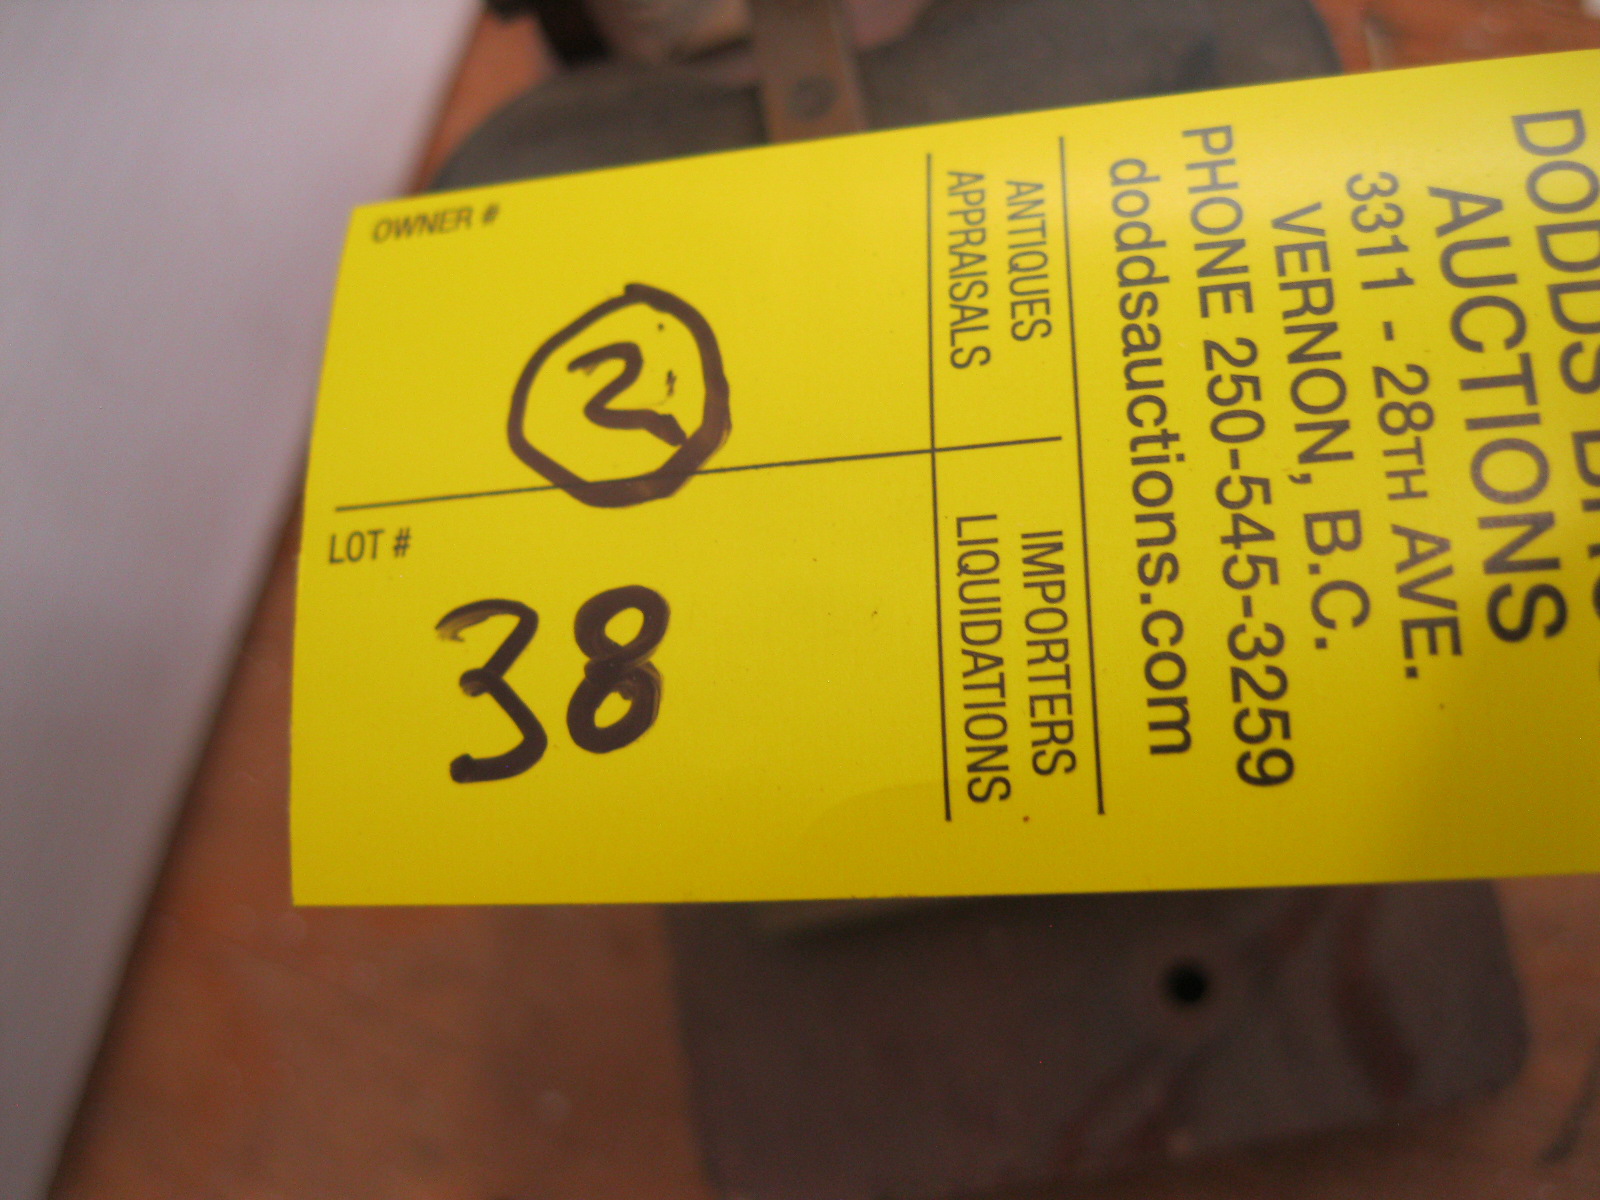 DODDS
AUCTIONS
3311 - 28TH AVE.
VERNON, B.C.
PHONE 250-545-3259
doddsauctions.com
ANTIQUES
APPRAISALS
IMPORTERS
LIQUIDATIONS
OWNER #
2
LOT #
38